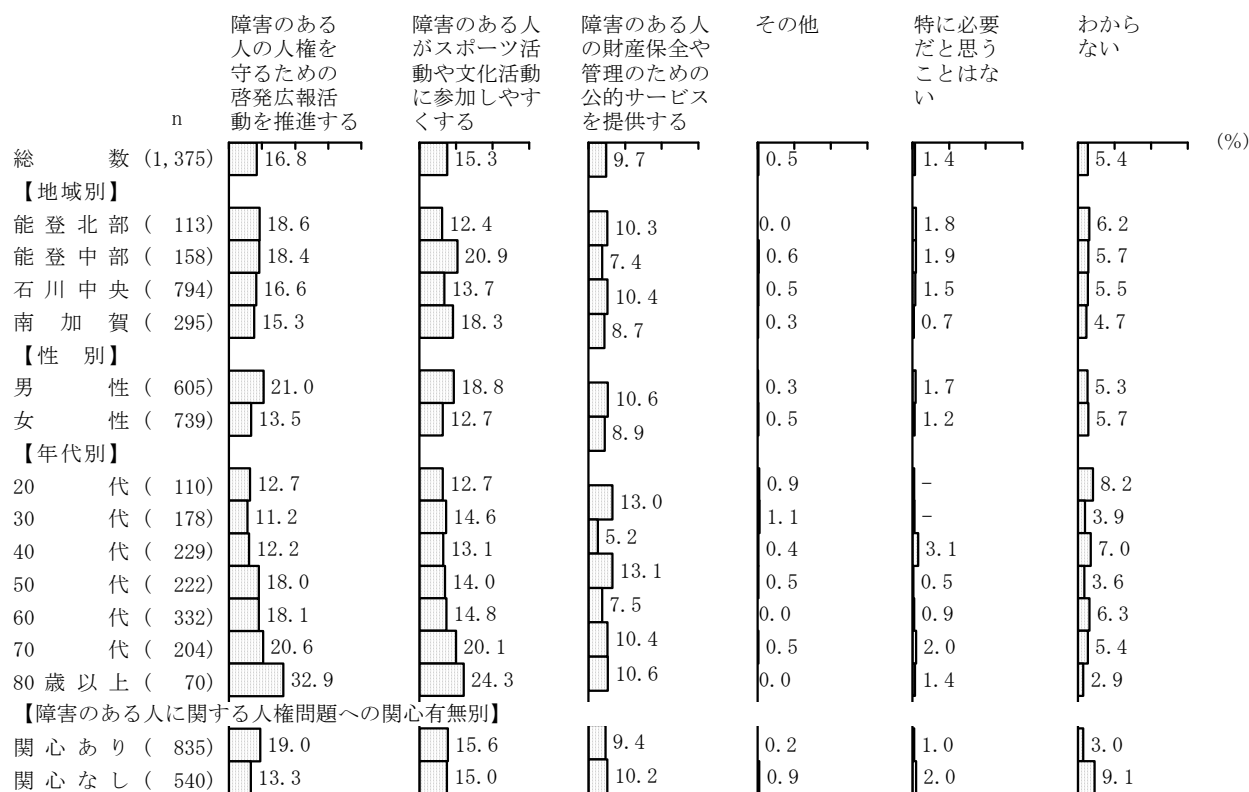 障害のある
人の人権を
守るための
啓発広報活
動を推進する
障害のある人
がスポーツ活
動や文化活動
に参加しやす
くする
障害のある人
の財産保全や
管理のための
公的サービス
を提供する
その他
特に必要
だと思う
ことはな
い
わから
ない
n
(%)
総 数 (1,375) 16.8 15.3 9.7 0.5 1.4 5.4
【地域別】
能登北部 ( 113) 18.6 12.4 10.3 0.0 1.8 6.2
能登中部 ( 158) 18.4 20.9 7.4 0.6 1.9 5.7
石川中央 ( 794) 16.6 13.7 10.4 0.5 1.5 5.5
南 加 賀 ( 295) 15.3 18.3 8.7 0.3 0.7 4.7
【性 別】
男 性 ( 605) 21.0 18.8 10.6 0.3 1.7 5.3
女 性 ( 739) 13.5 12.7 8.9 0.5 1.2 5.7
【年代別】
20 代 ( 110) 12.7 12.7 0.9 - 8.2
30 代 ( 178) 11.2 14.6 13.0 1.1 - 3.9
40 代 ( 229) 12.2 13.1 5.2 0.4 3.1 7.0
50 代 ( 222) 18.0 14.0 13.1 0.5 0.5 3.6
60 代 ( 332) 18.1 14.8 7.5 0.0 0.9 6.3
70 代 ( 204) 20.6 20.1 10.4 0.5 2.0 5.4
80歳以上 ( 70) 32.9 24.3 10.6 0.0 1.4 2.9
【障害のある人に関する人権問題への関心有無別】
関心あり ( 835) 19.0 15.6 9.4 0.2 1.0 3.0
関心なし ( 540) 13.3 15.0 10.2 0.9 2.0 9.1